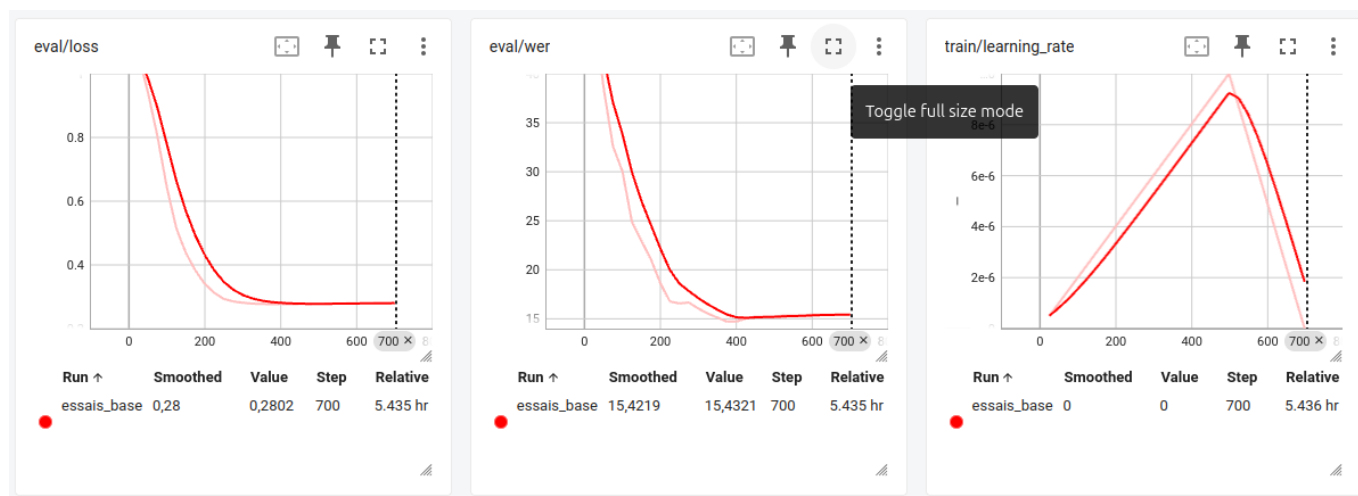 eval/loss
0.8
0.6
0.4
0 200 400 600 700 ×
Run ↑ Smoothed Value Step Relative
essais_base 0,28 0,2802 700 5.435 hr
eval/wer
40
35
30
25
20
15
0 200 400 600 700 ×
Run ↑ Smoothed Value Step Relative
essais_base 15,4219 15,4321 700 5.435 hr
train/learning_rate
Toggle full size mode
8e-6
6e-6
4e-6
2e-6
0 200 400 600 700 ×
Run ↑ Smoothed Value Step Relative
essais_base 0 0 700 5.436 hr